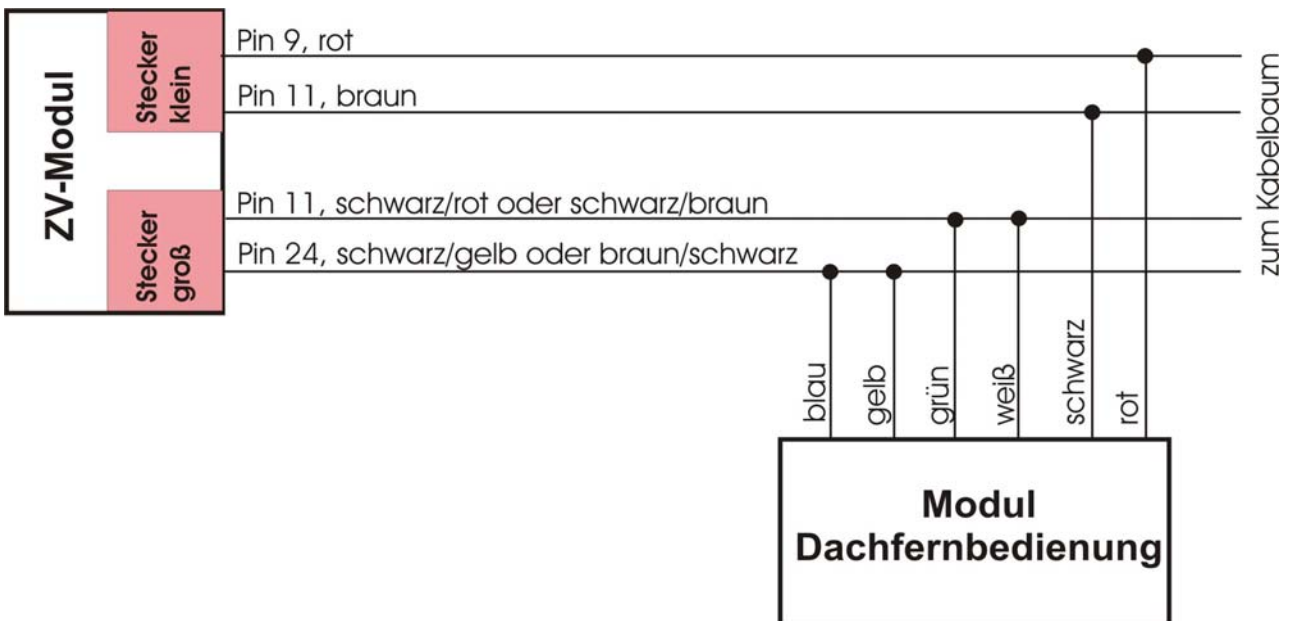 ZV-Modul
Stecker
klein
Pin 9, rot
Pin 11, braun
Stecker
groß
Pin 11, schwarz/rot oder schwarz/braun
Pin 24, schwarz/gelb oder braun/schwarz
zum Kabelbaum
blau
gelb
grün
weiß
schwarz
rot
Modul
Dachfernbedienung